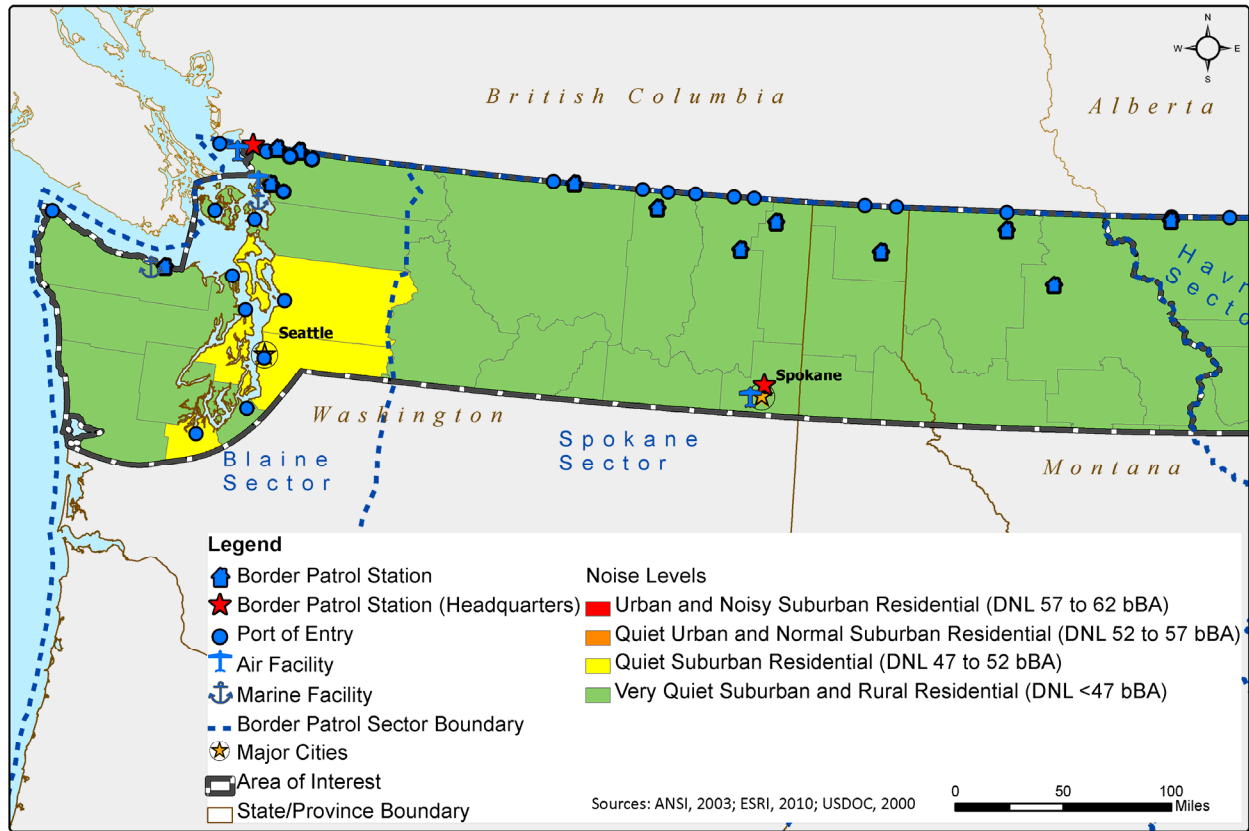 N
W E
S
British Columbia
Alberta
Seattle
Spokane
Washington
Blaine
Sector
Spokane
Sector
Montana
Havr
Secto
Legend
Border Patrol Station
Border Patrol Station (Headquarters)
Port of Entry
Air Facility
Marine Facility
Border Patrol Sector Boundary
Major Cities
Area of Interest
State/Province Boundary
Noise Levels
Urban and Noisy Suburban Residential (DNL 57 to 62 bBA)
Quiet Urban and Normal Suburban Residential (DNL 52 to 57 bBA)
Quiet Suburban Residential (DNL 47 to 52 bBA)
Very Quiet Suburban and Rural Residential (DNL <47 bBA)
Sources: ANSI, 2003; ESRI, 2010; USDOC, 2000
0 50 100
Miles